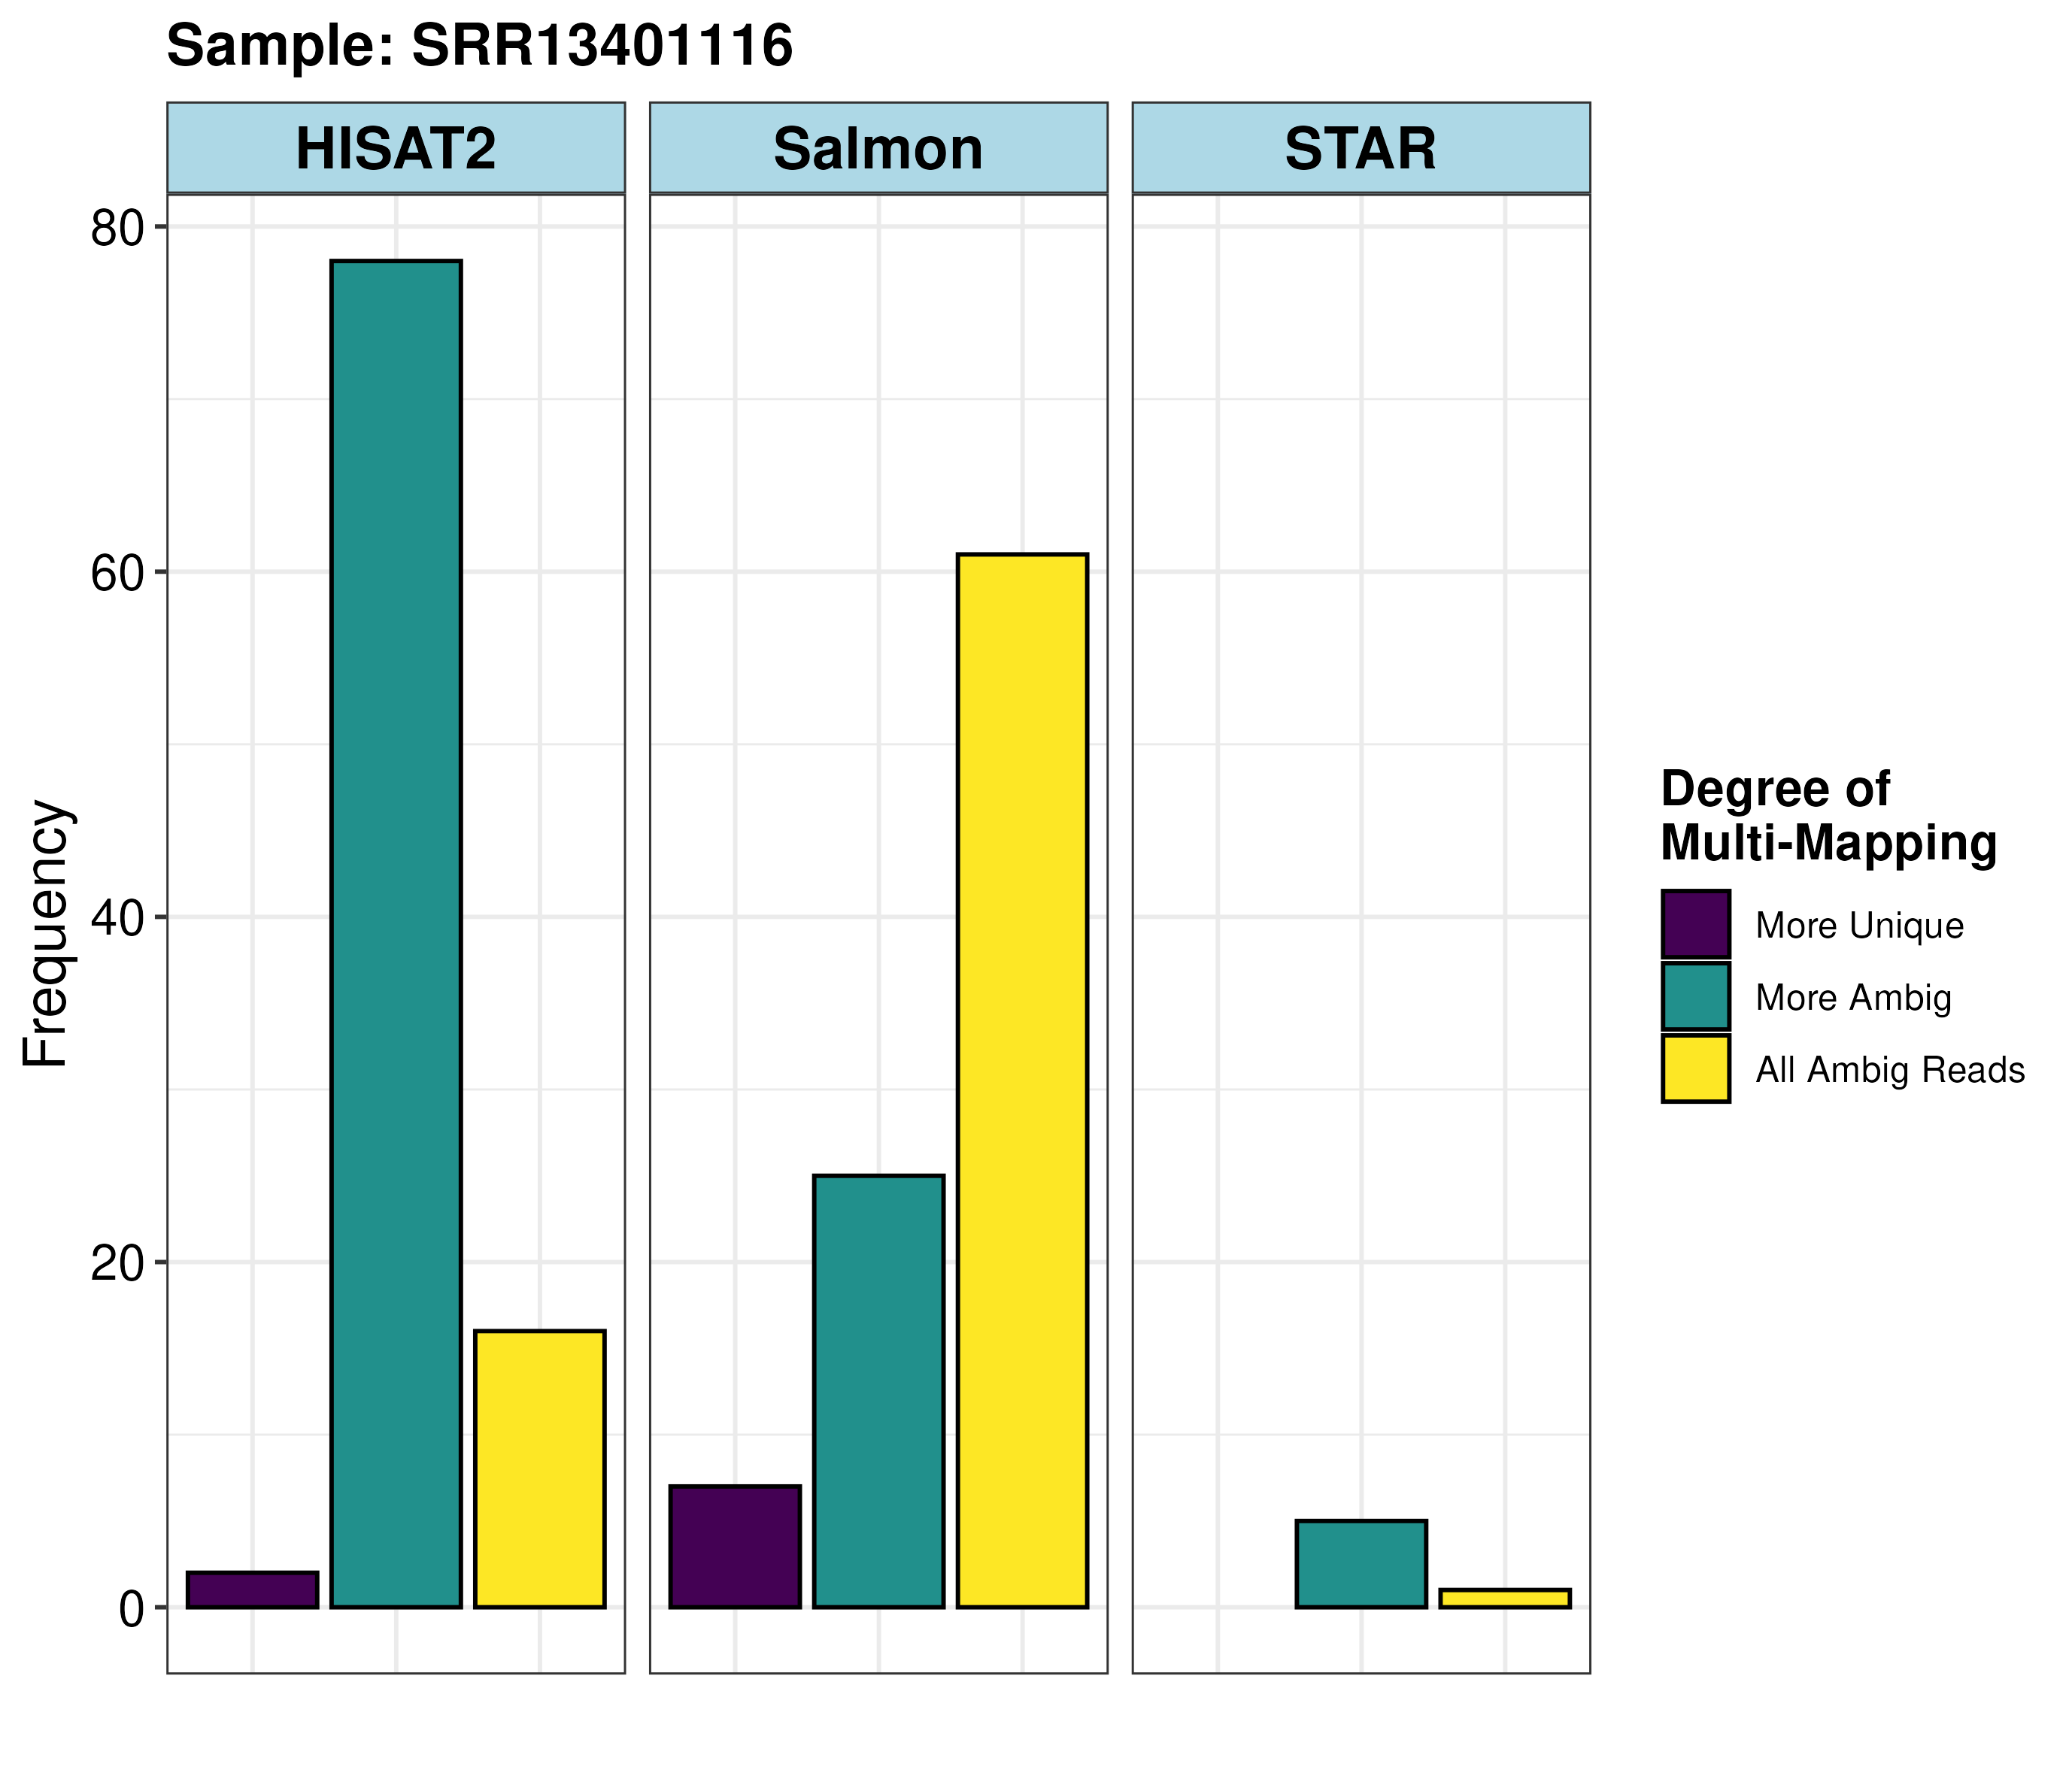 Sample: SRR13401116
HISAT2
Salmon
STAR
80
60
40
20
0
Frequency
Degree of
Multi-Mapping
More Unique
More Ambig
All Ambig Reads